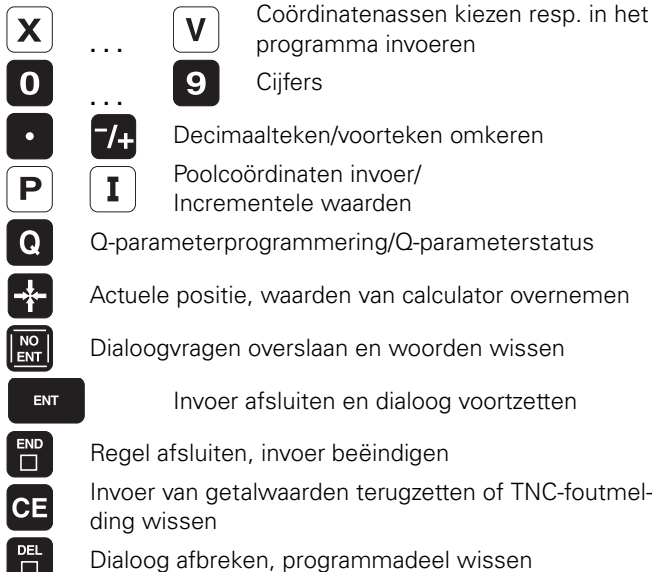 X ... V Coördinatenassen kiezen resp. in het
programma invoeren
0 ... 9 Cijfers
. -/+ Decimaalteken/voorteken omkeren
P I Poolcoördinaten invoer/
Incrementele waarden
Q Q-parameterprogrammering/Q-parameterstatus
Actuele positie, waarden van calculator overnemen
NO
ENT Dialoogvragen overslaan en woorden wissen
ENT Invoer afsluiten en dialoog voortzetten
END Regel afsluiten, invoer beëindigen
CE Invoer van getalwaarden terugzetten of TNC-foutmel-
ding wissen
DEL Dialoog afbreken, programmadeel wissen